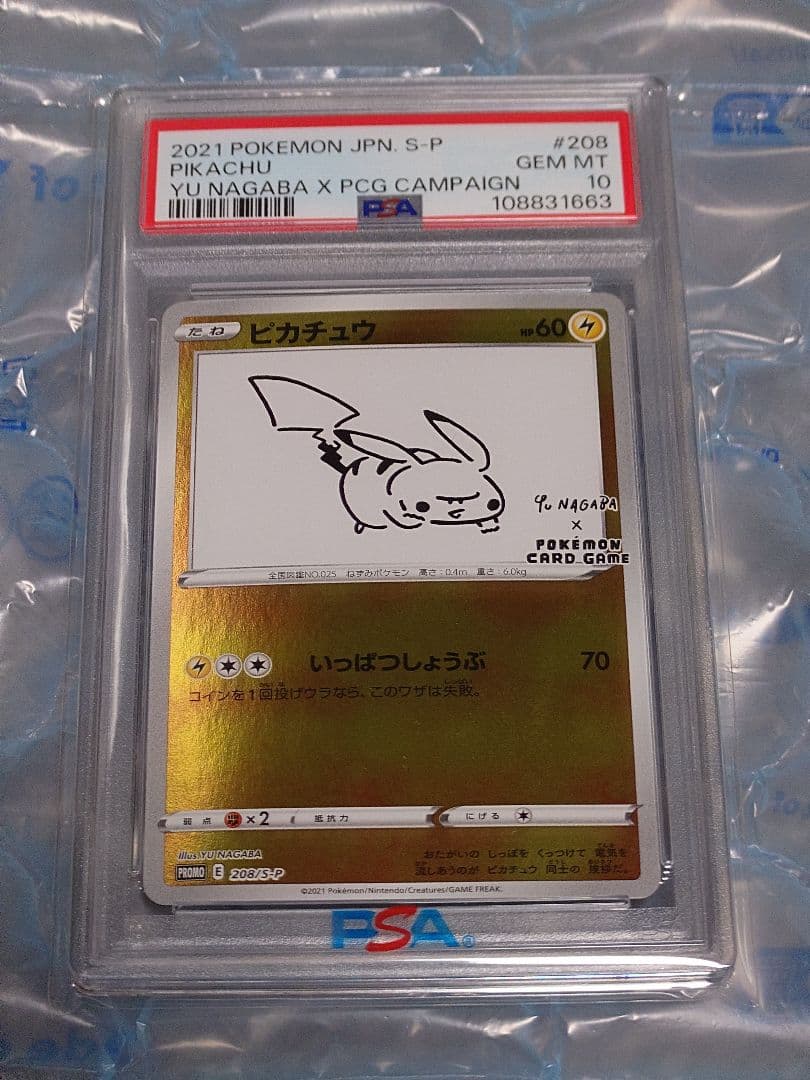 2021 POKEMON JPN. S-P #208
PIKACHU GEM MT
YU NAGABA X PCG CAMPAIGN 10
PSA 108831663
たね ピカチュウ HP60
Yu NAGABA
×
POKÉMON
CARD GAME
全国図鑑NO.025 ねずみポケモン 高さ:0.4m 重さ:6.0kg
いっぱつしょうぶ 70
コインを1回投げウラなら、このワザは失敗。
弱点 ×2 抵抗力 にげる
illus. YU NAGABA
おたがいの しっぽを くっつけて 電気を
流しあうのが ピカチュウ 同士の 挨拶だ。
PROMO E 208/S-P
©2021 Pokémon/Nintendo/Creatures/GAME FREAK.
PSA